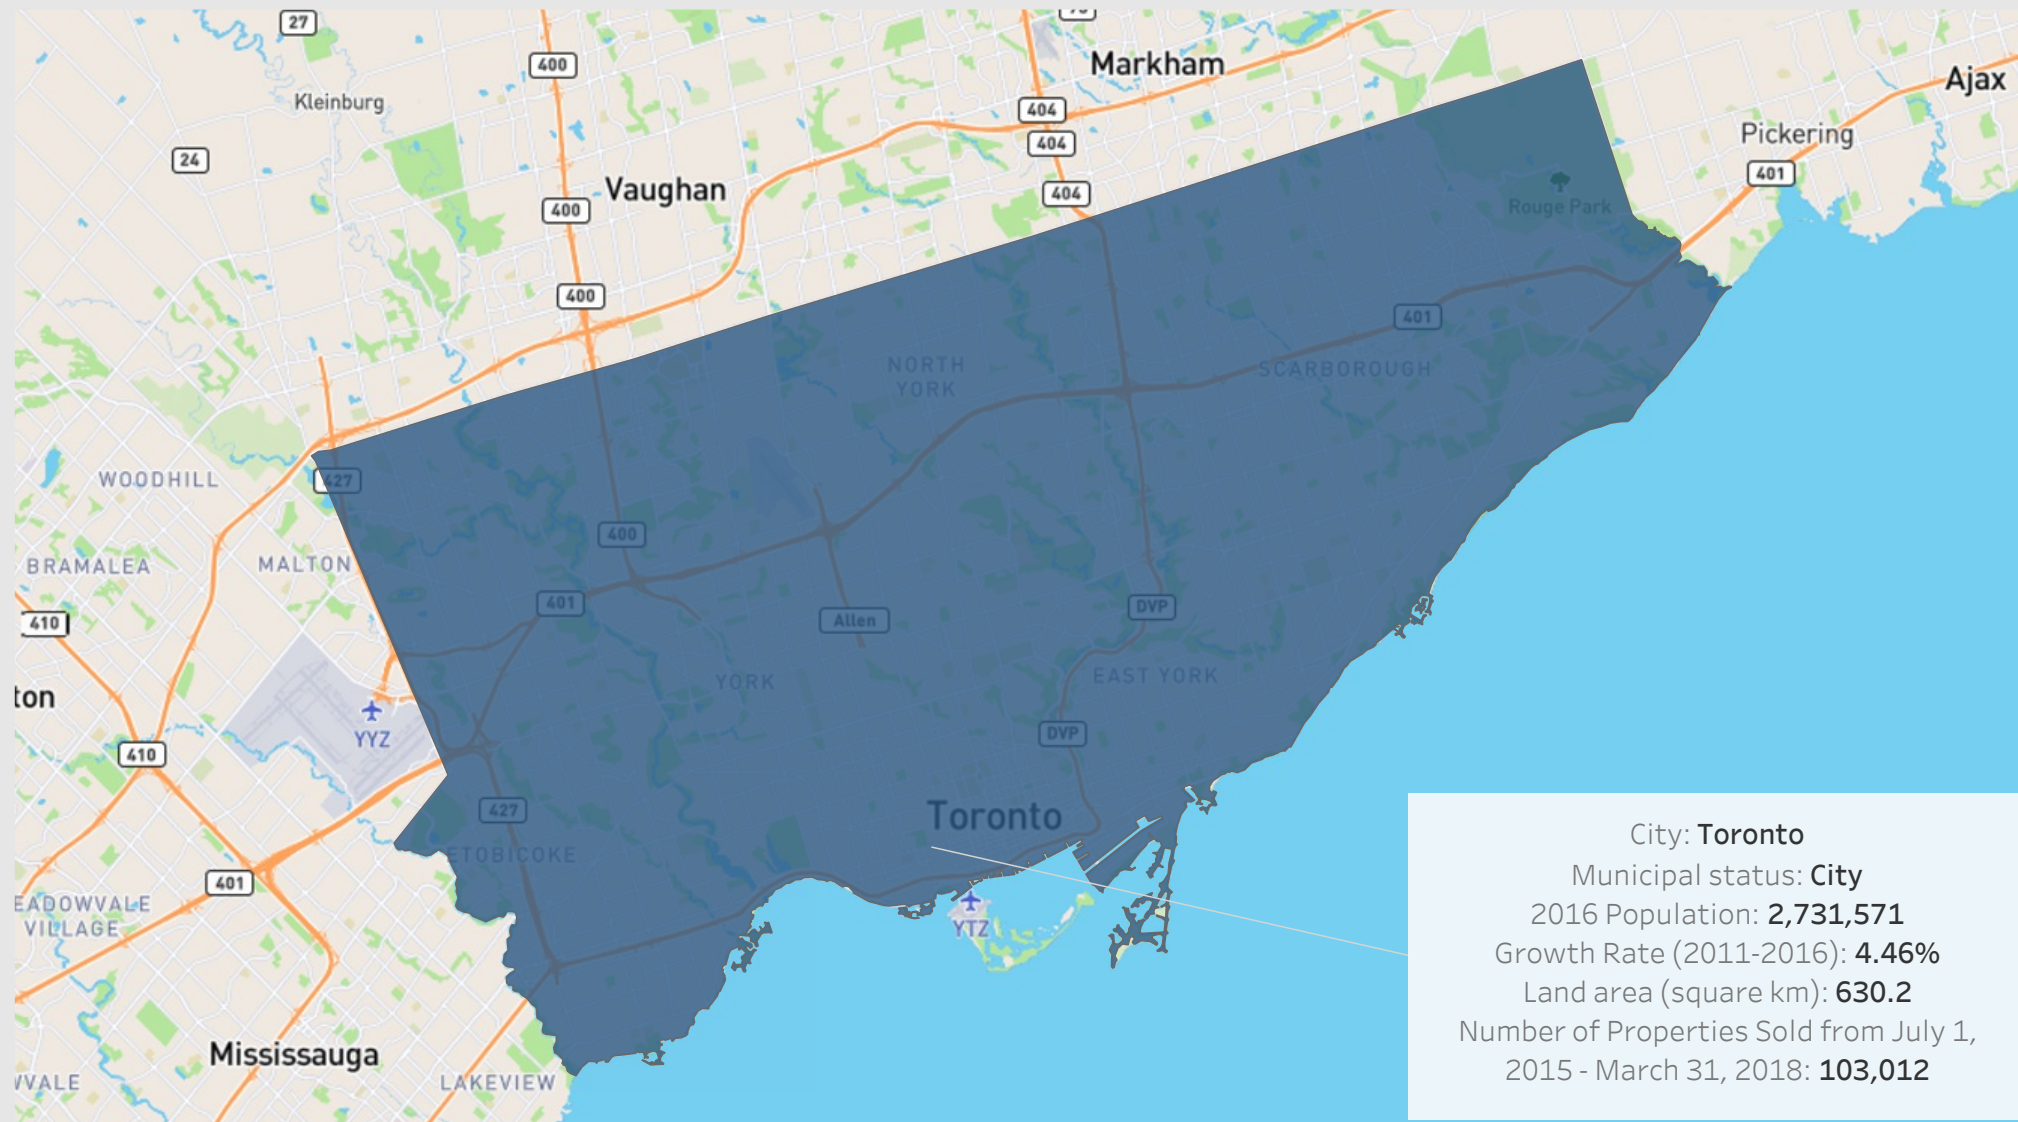 27
Markham
Ajax
400
Kleinburg
404
Pickering
24
404
401
Vaughan
404
400
Rouge Park
400
401
NORTH
YORK
SCARBOROUGH
WOODHILL
427
400
BRAMALEA
MALTON
401
DVP
410
Allen
YORK
EAST YORK
ton
YYZ
DVP
410
427
Toronto
ETOBICOKE
401
EADOWVALE
VILLAGE
YTZ
Mississauga
LAKEVIEW
WVALE
City: Toronto
Municipal status: City
2016 Population: 2,731,571
Growth Rate (2011-2016): 4.46%
Land area (square km): 630.2
Number of Properties Sold from July 1,
2015 - March 31, 2018: 103,012